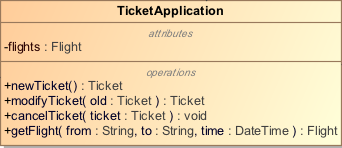 TicketApplication
attributes
-flights : Flight
operations
+newTicket() : Ticket
+modifyTicket( old : Ticket ) : Ticket
+cancelTicket( ticket : Ticket ) : void
+getFlight( from : String, to : String, time : DateTime ) : Flight